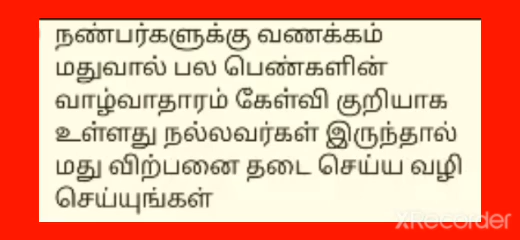 நண்பர்களுக்கு வணக்கம்
மதுவால் பல பெண்களின்
வாழ்வாதாரம் கேள்வி குறியாக
உள்ளது நல்லவர்கள் இருந்தால்
மது விற்பனை தடை செய்ய வழி
செய்யுங்கள்
XRecorder